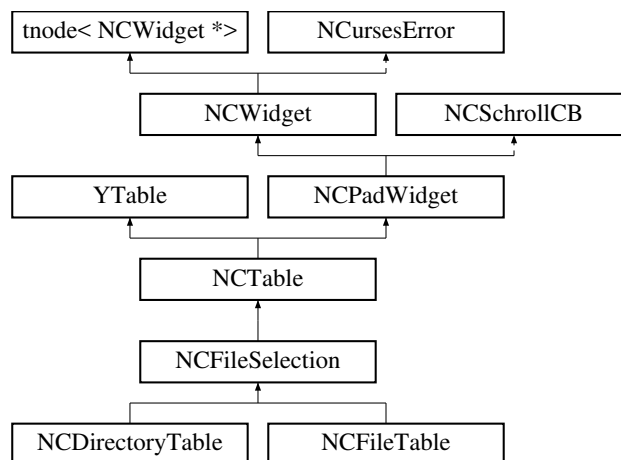 tnode< NCWidget *>
NCursesError
NCWidget
NCSchrollCB
YTable
NCPadWidget
NCTable
NCFileSelection
NCDirectoryTable
NCFileTable